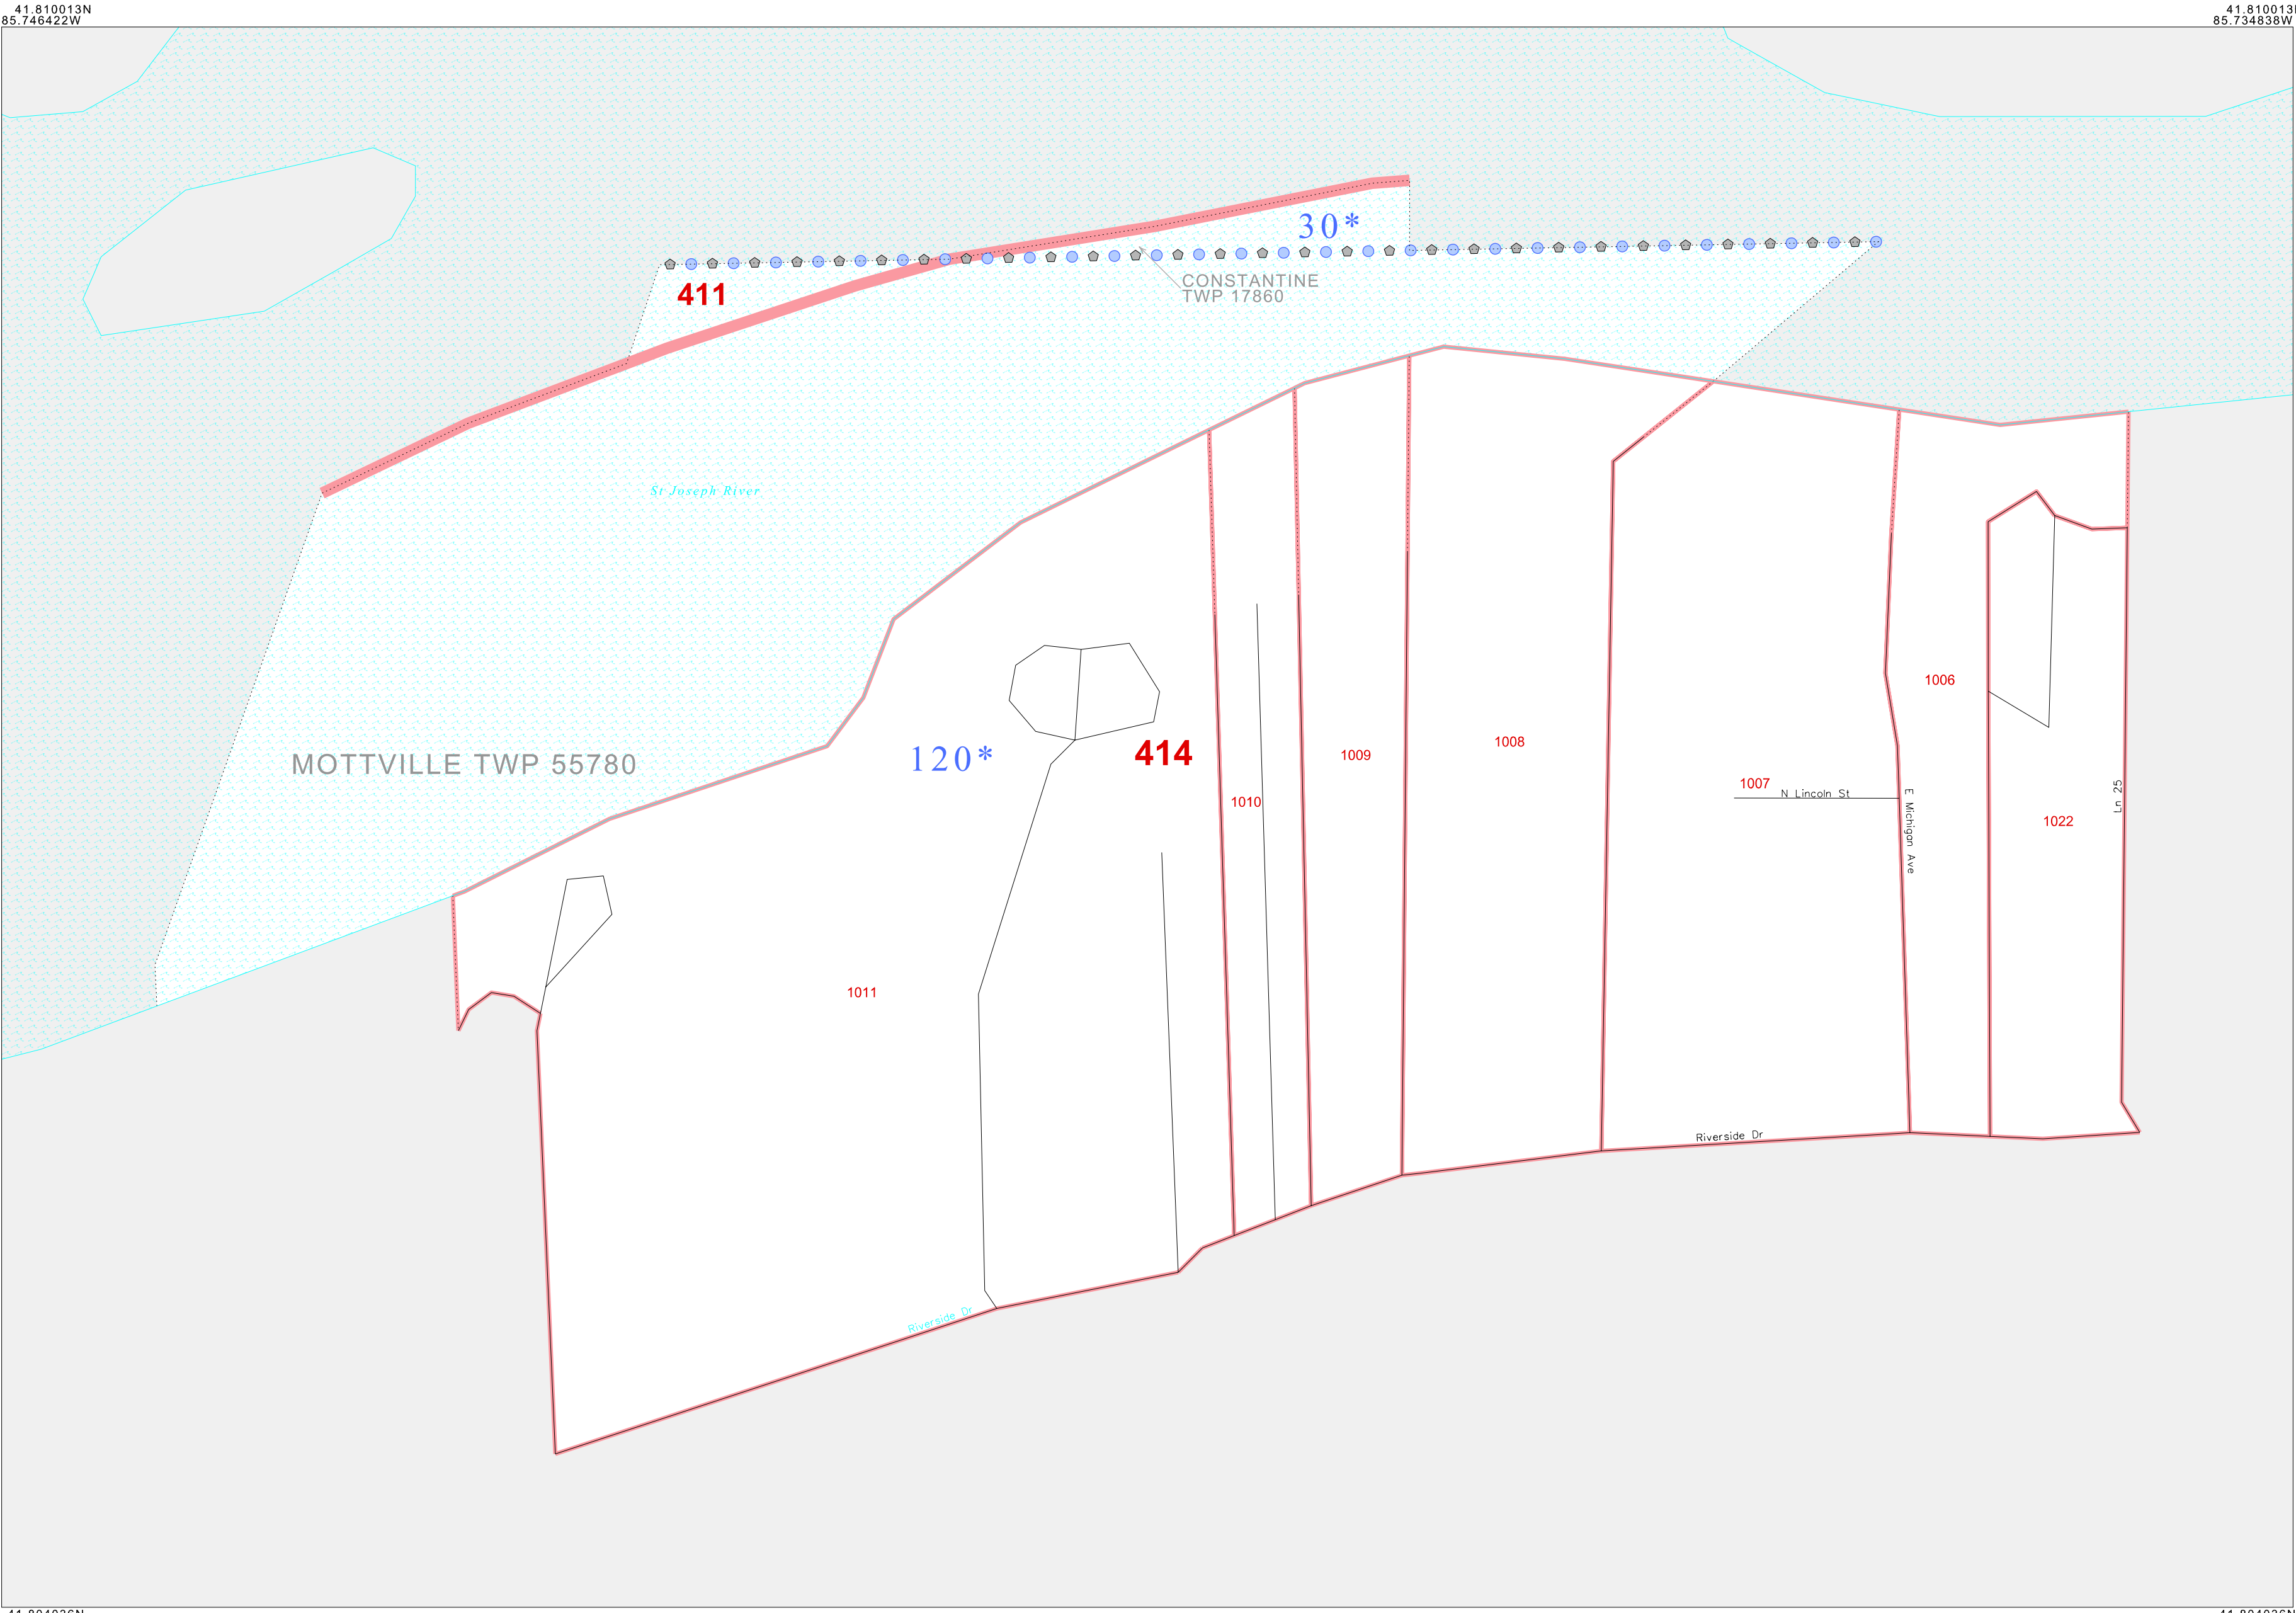 41.810013N
85.746422W
41.810013
85.734838W
30*
CONSTANTINE
TWP 17860
411
St Joseph River
MOTTVILLE TWP 55780
120*
414
1010
1009
1008
1007
N Lincoln St
E Michigan Ave
1006
Ln 25
1022
1011
Riverside Dr
Riverside Dr